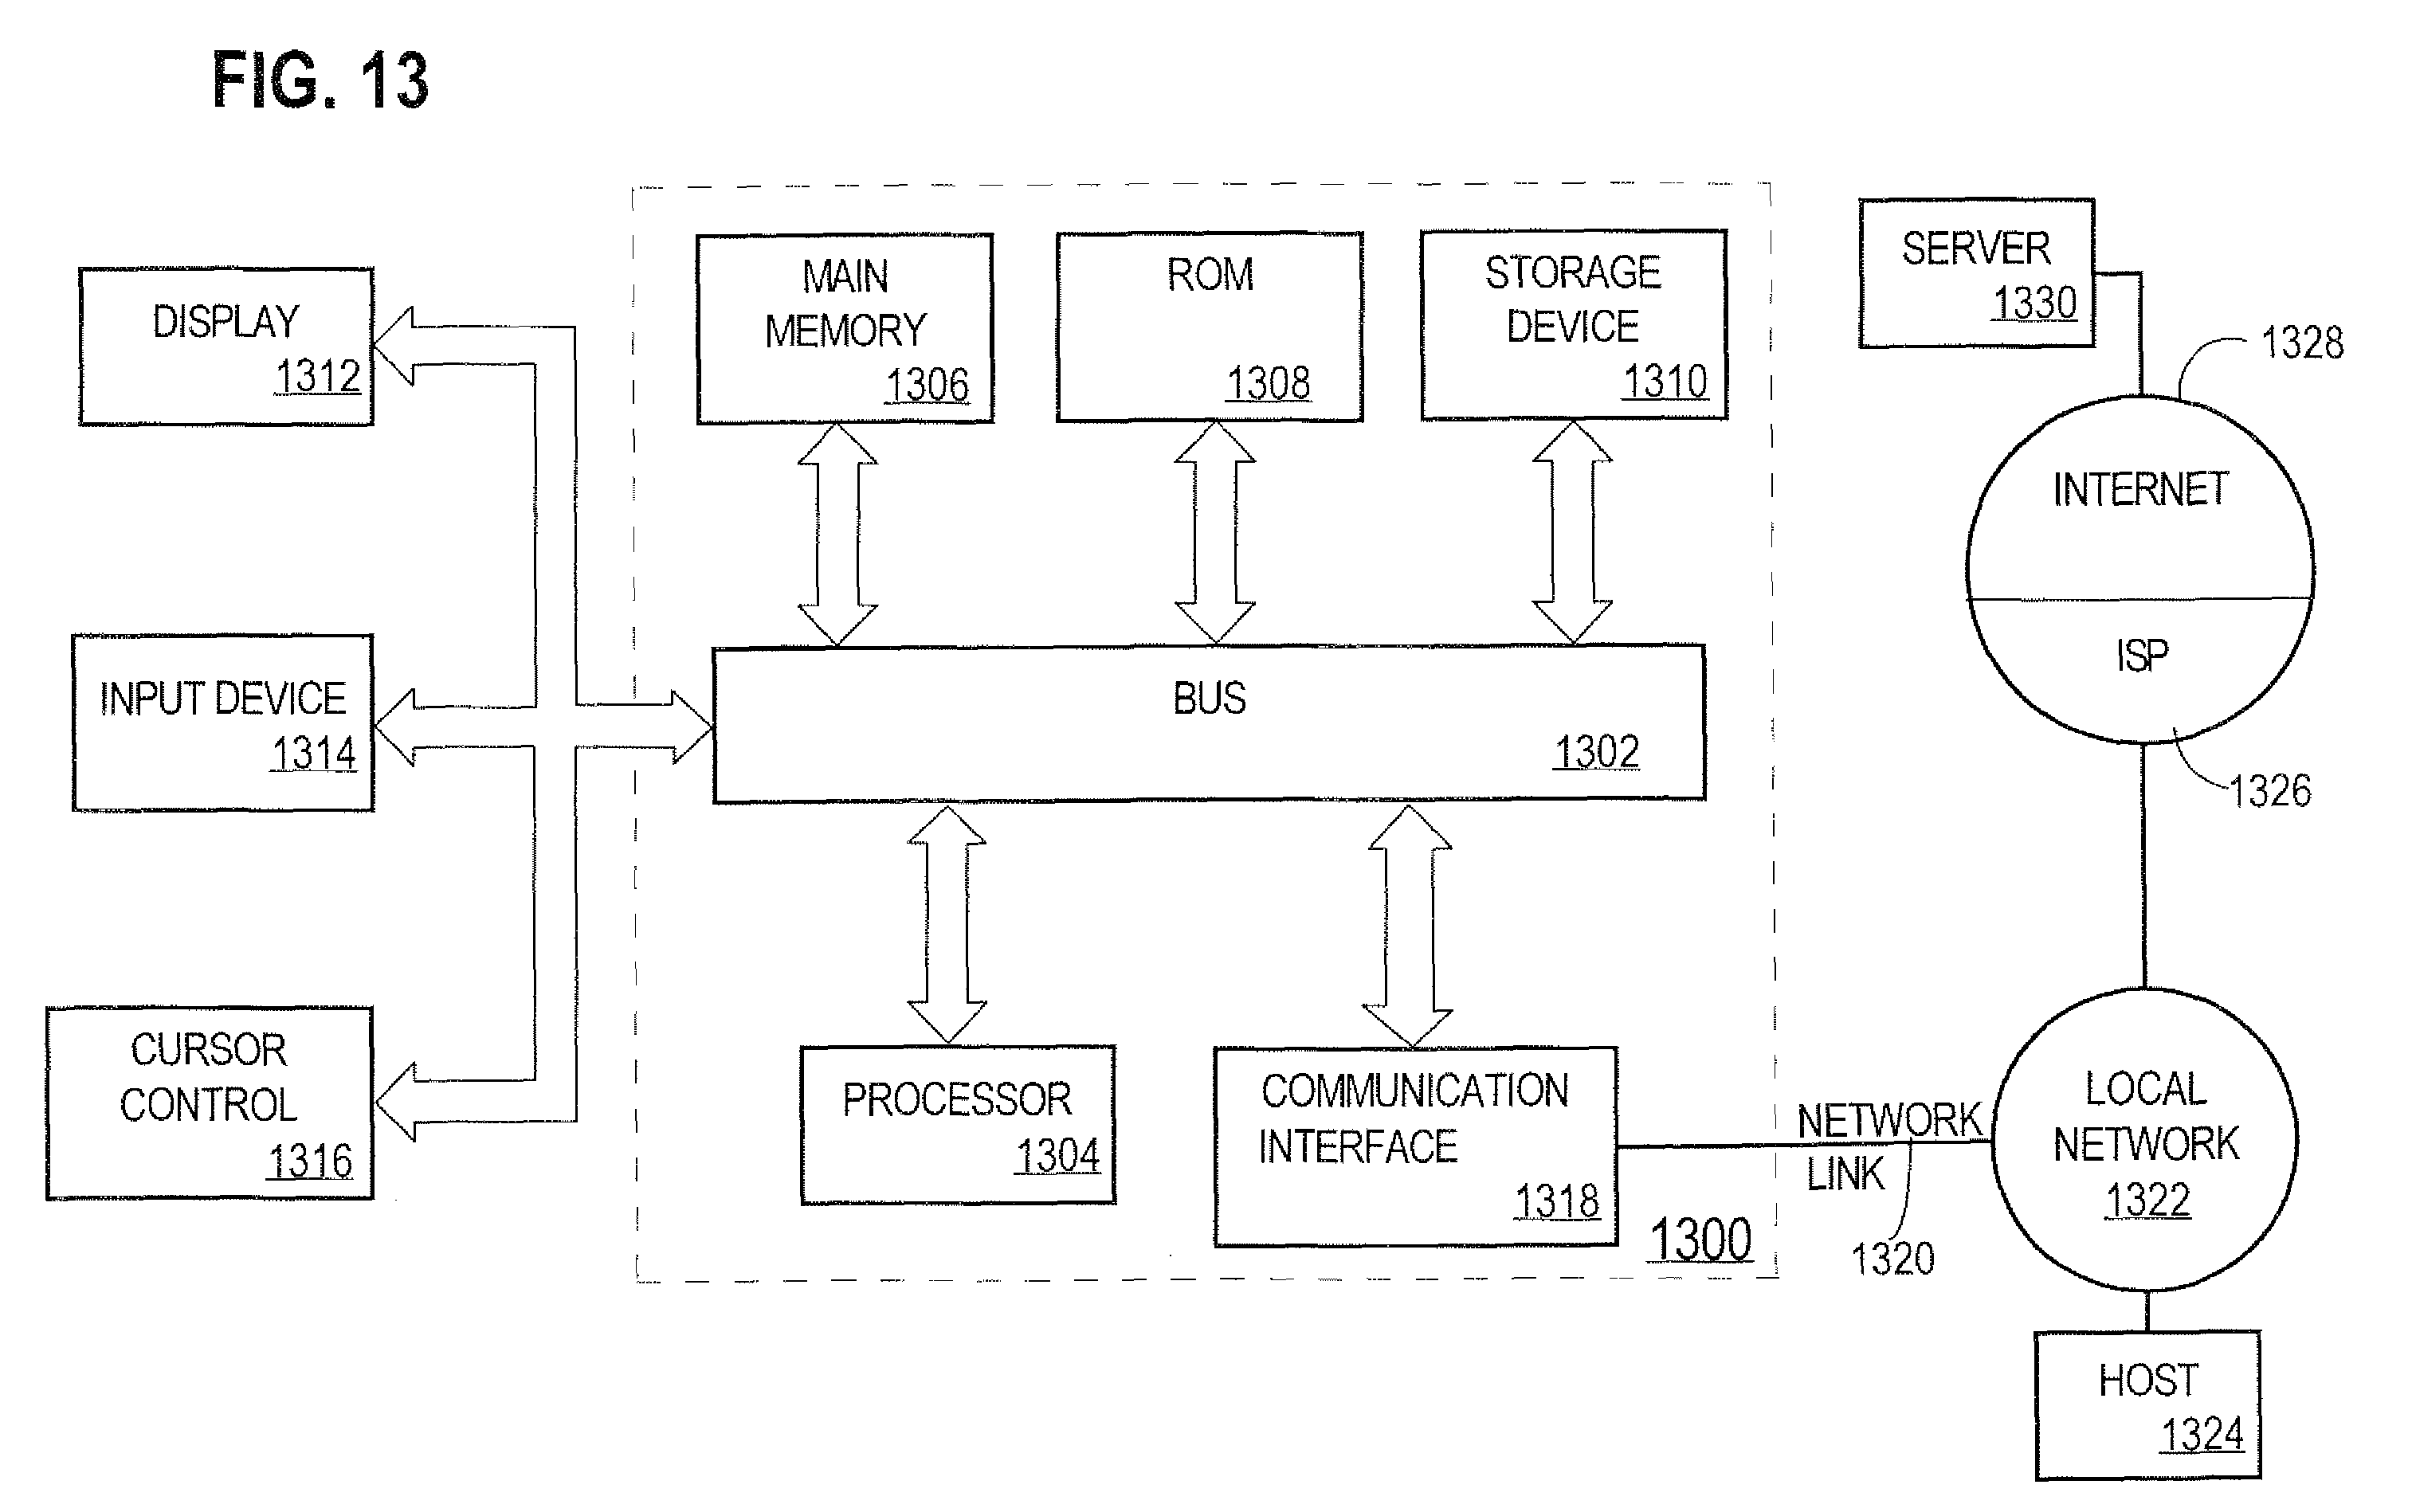 FIG. 13
DISPLAY
1312
INPUT DEVICE
1314
CURSOR
CONTROL
1316
MAIN
MEMORY
1306
ROM
1308
STORAGE
DEVICE
1310
BUS
1302
PROCESSOR
1304
COMMUNICATION
INTERFACE
1318
1300
SERVER
1330
1328
INTERNET
ISP
1326
NETWORK
LINK
1320
LOCAL
NETWORK
1322
HOST
1324